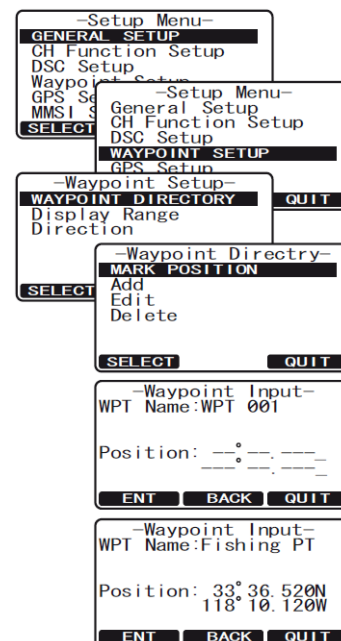 -Setup Menu-
GENERAL SETUP
CH Function Setup
DSC Setup
Waypoint Setup
GPS Se
MMSI S
SELECT
-Setup Menu-
General Setup
CH Function Setup
DSC Setup
WAYPOINT SETUP
GPS Setup
QUIT
-Waypoint Setup-
WAYPOINT DIRECTORY
Display Range
Direction
SELECT
-Waypoint Directry-
MARK POSITION
Add
Edit
Delete
SELECT QUIT
-Waypoint Input-
WPT Name:WPT 001
Position: --°--.---_
---°--.---_
ENT BACK QUIT
-Waypoint Input-
WPT Name:Fishing PT
Position: 33°36.520N
118°10.120W
ENT BACK QUIT